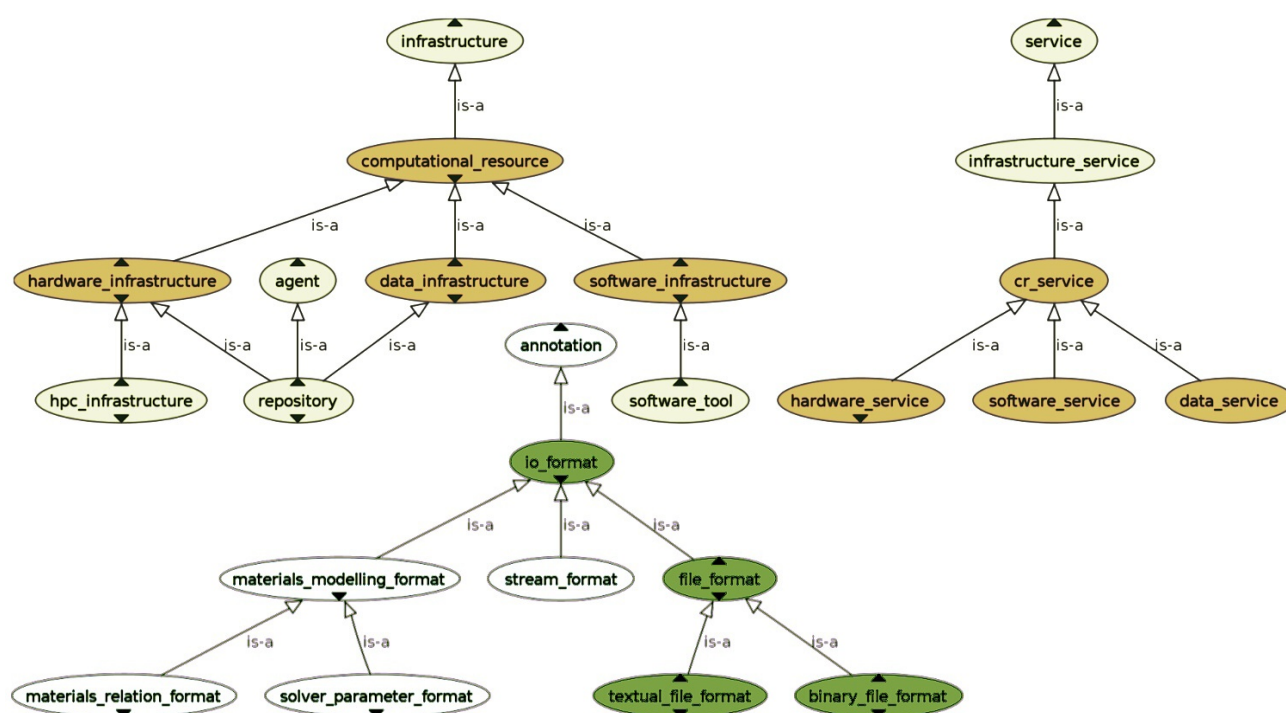 infrastructure
service
is-a
is-a
computational_resource
infrastructure_service
is-a
is-a
is-a
is-a
hardware_infrastructure
agent
data_infrastructure
software_infrastructure
cr_service
annotation
is-a
is-a
is-a
is-a
is-a
is-a
is-a
is-a
hpc_infrastructure
repository
software_tool
hardware_service
software_service
data_service
is-a
io_format
is-a
is-a
is-a
materials_modelling_format
stream_format
file_format
is-a
is-a
is-a
is-a
materials_relation_format
solver_parameter_format
textual_file_format
binary_file_format